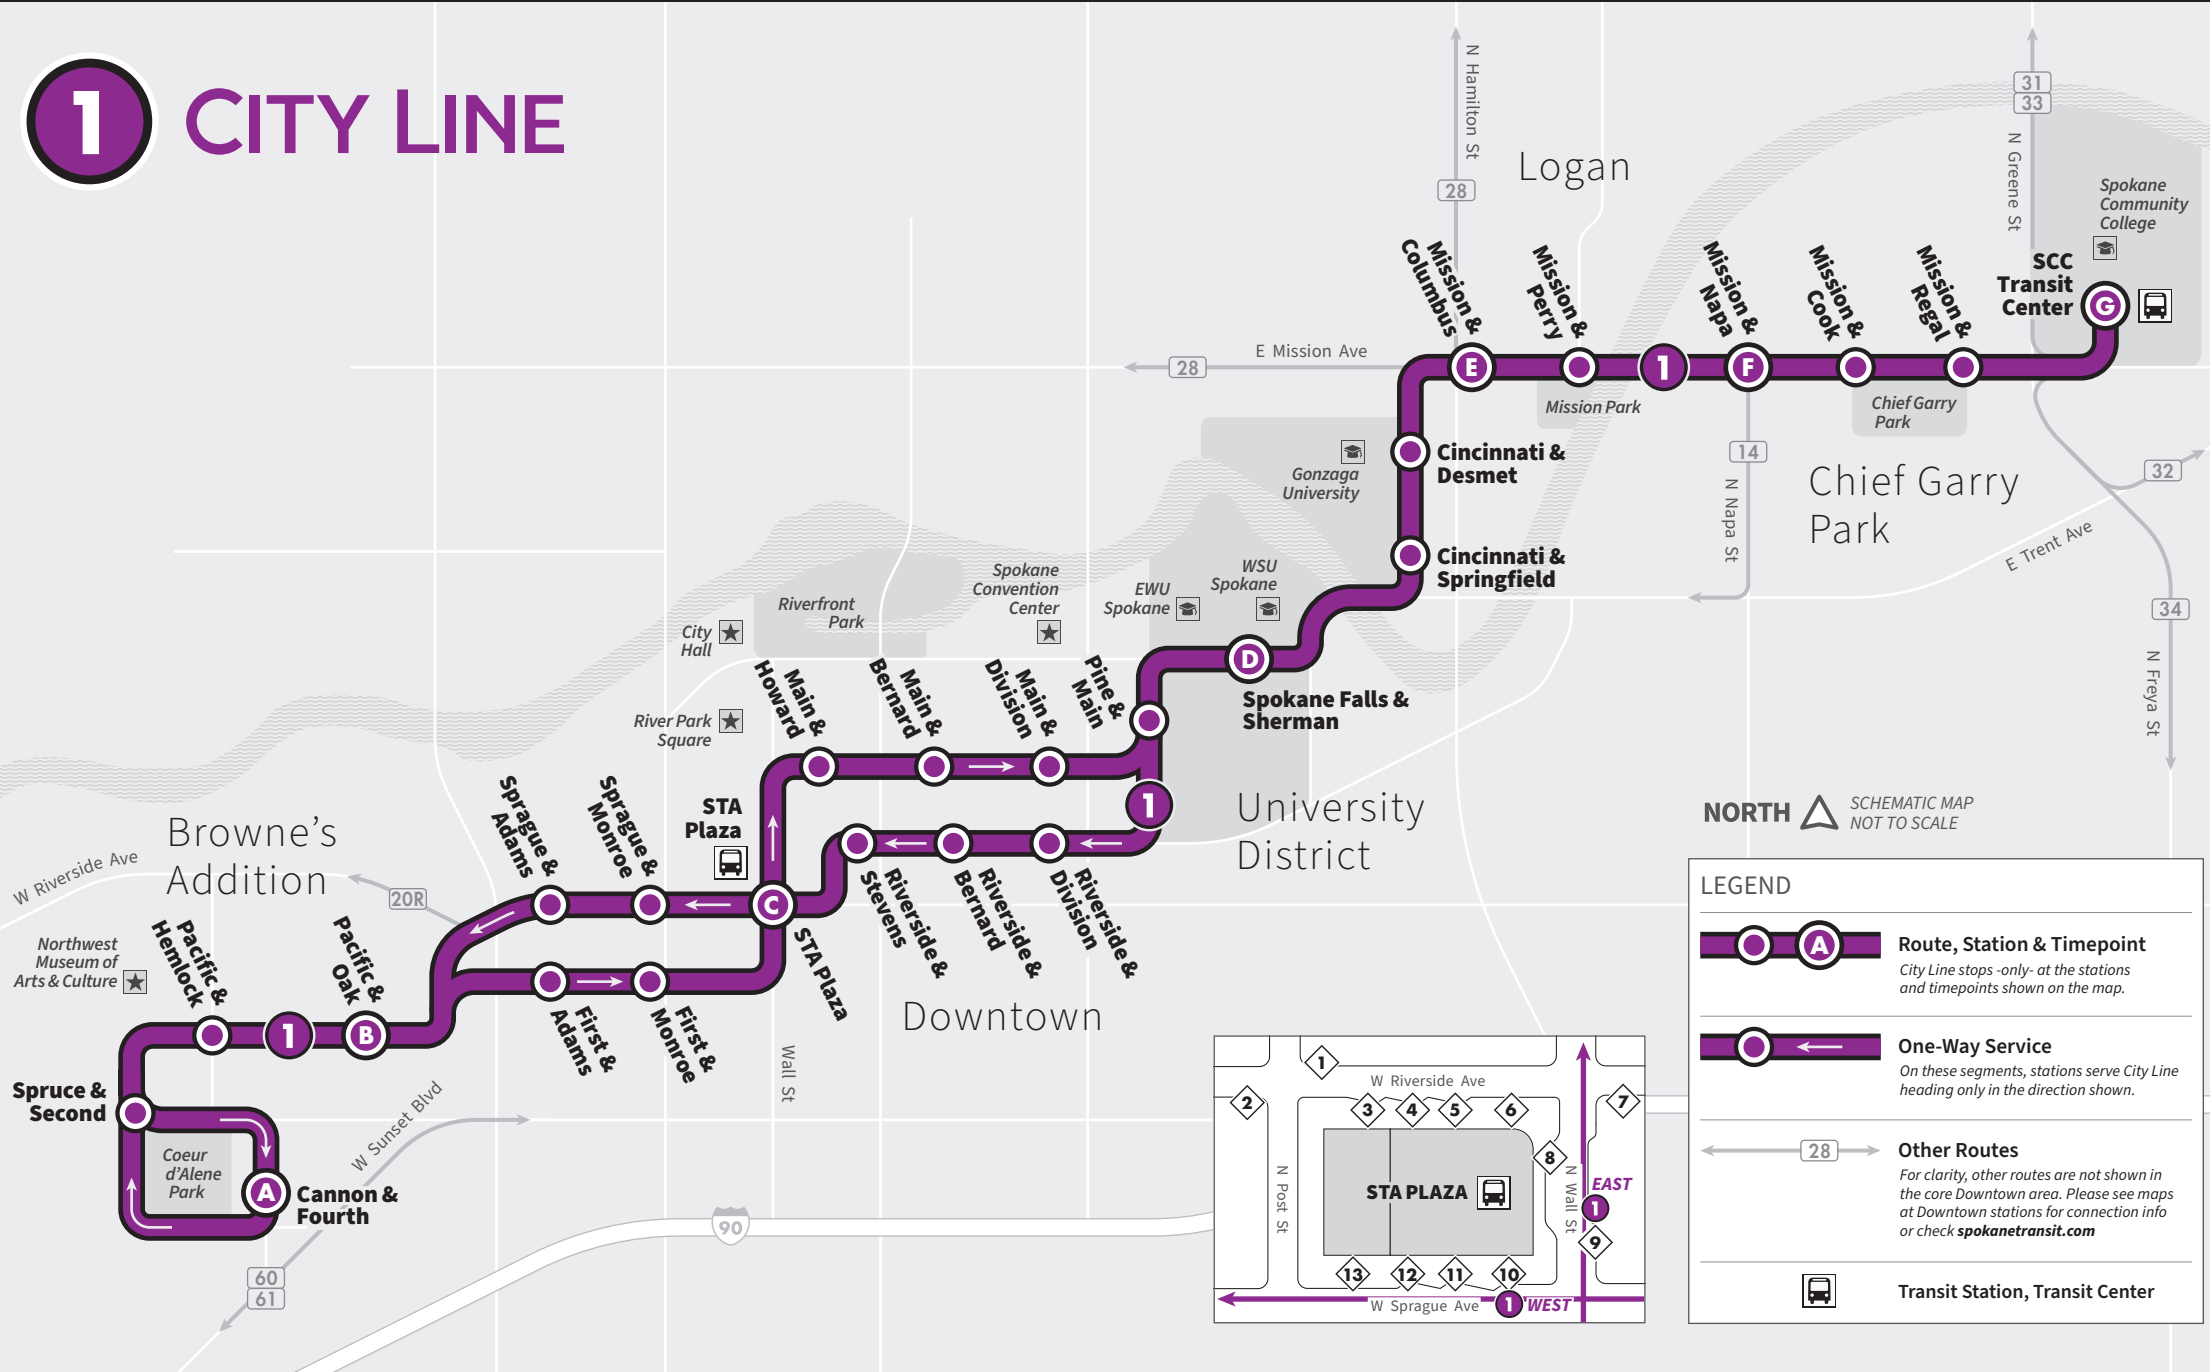 1 CITY LINE
N Hamilton St
28
Logan
31
33
N Greene St
Spokane
Community
College
SCC
Transit
Center
G
Mission &
Columbus
Mission &
Perry
Mission &
Napa
Mission &
Cook
Mission &
Regal
E Mission Ave
28
E
1
F
Mission Park
Chief Garry
Park
14
N Napa St
Chief Garry
Park
32
E Trent Ave
34
N Freya St
Gonzaga
University
Cincinnati &
Desmet
Cincinnati &
Springfield
WSU
Spokane
EWU
Spokane
Spokane
Convention
Center
Riverfront
Park
City
Hall
River Park
Square
D
Spokane Falls &
Sherman
Main &
Howard
Main &
Bernard
Main &
Division
Pine &
Main
1
University
District
STA
Plaza
C
STA Plaza
Riverside &
Stevens
Riverside &
Bernard
Riverside &
Division
Downtown
Sprague &
Adams
Sprague &
Monroe
First &
Adams
First &
Monroe
Wall St
Browne's
Addition
W Riverside Ave
20R
Northwest
Museum of
Arts & Culture
Pacific &
Hemlock
Pacific &
Oak
1
B
Spruce &
Second
Coeur
d'Alene
Park
A
Cannon &
Fourth
W Sunset Blvd
60
61
90
NORTH
SCHEMATIC MAP
NOT TO SCALE
1
W Riverside Ave
2
3
4
5
6
7
8
N Post St
STA PLAZA
N Wall St
EAST
1
9
13
12
11
10
W Sprague Ave
1
WEST
LEGEND
A
Route, Station & Timepoint
City Line stops -only- at the stations
and timepoints shown on the map.
One-Way Service
On these segments, stations serve City Line
heading only in the direction shown.
28
Other Routes
For clarity, other routes are not shown in
the core Downtown area. Please see maps
at Downtown stations for connection info
or check spokanetransit.com
Transit Station, Transit Center